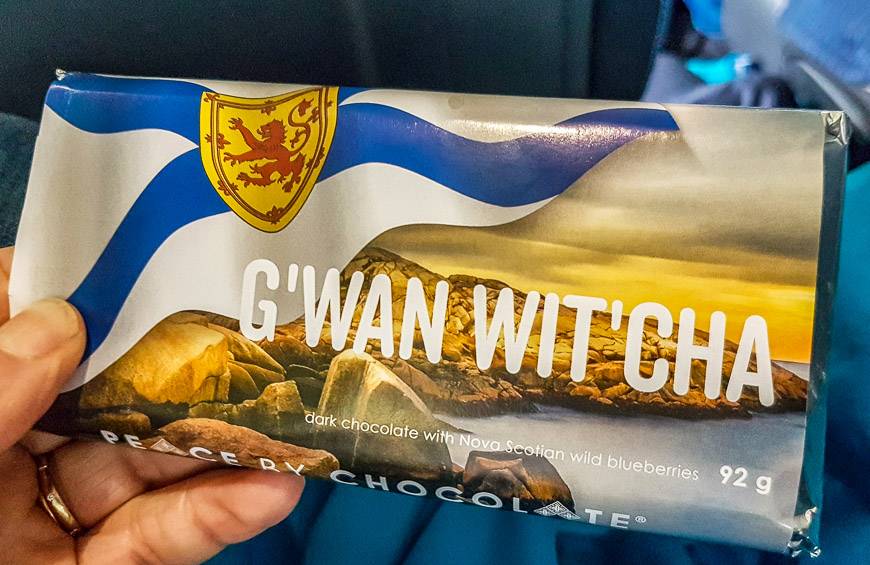 G'WAN WIT'CHA
dark chocolate with Nova Scotian wild blueberries 92 g
PEACE BY CHOCOLATE®